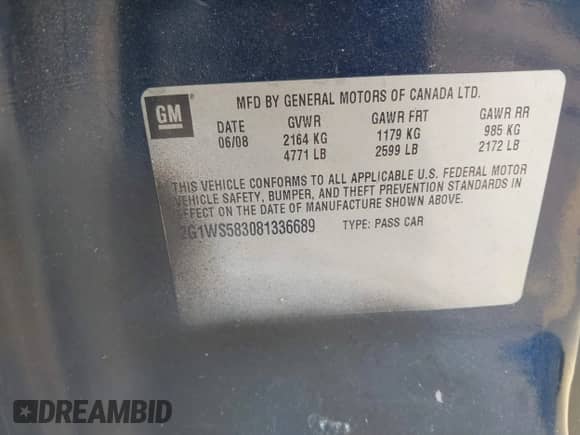 GM
MFD BY GENERAL MOTORS OF CANADA LTD.
DATE GVWR GAWR FRT GAWR RR
06/08 2164 KG 1179 KG 985 KG
4771 LB 2599 LB 2172 LB
THIS VEHICLE CONFORMS TO ALL APPLICABLE U.S. FEDERAL MOTOR
VEHICLE SAFETY, BUMPER, AND THEFT PREVENTION STANDARDS IN
EFFECT ON THE DATE OF MANUFACTURE SHOWN ABOVE.
2G1WS583081336689 TYPE: PASS CAR
DREAMBID